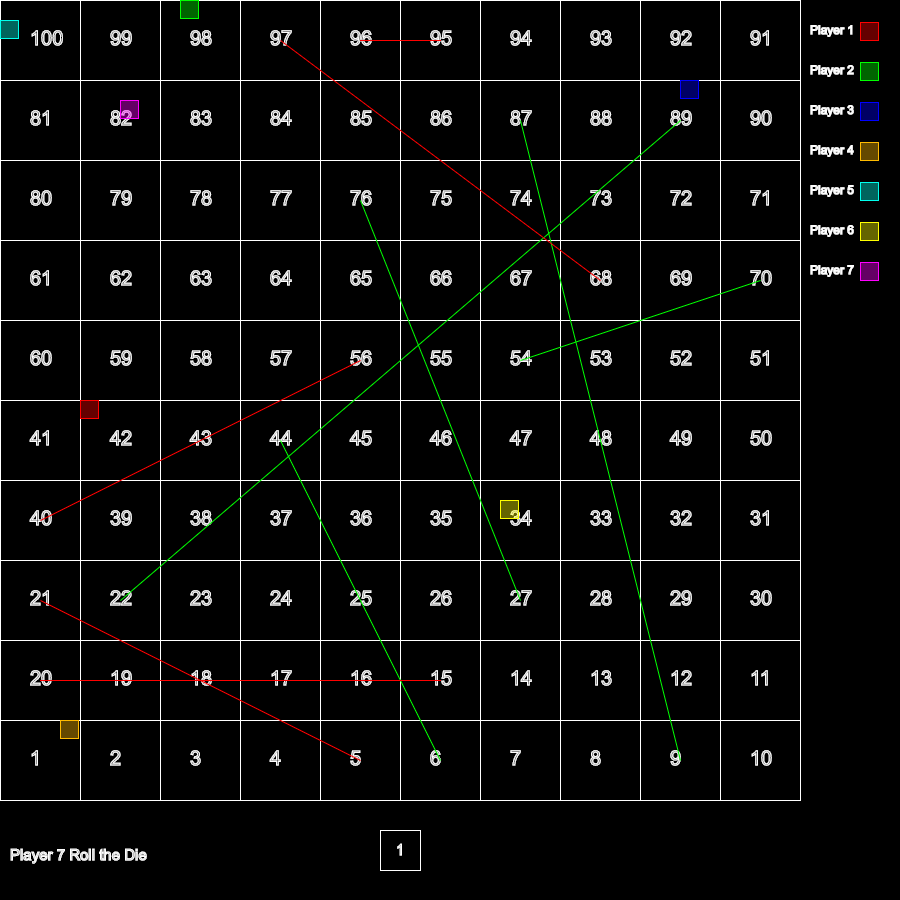 100 99 98 97 96 95 94 93 92 91 Player 1
Player 2
81 82 83 84 85 86 87 88 89 90 Player 3
Player 4
80 79 78 77 76 75 74 73 72 71 Player 5
Player 6
61 62 63 64 65 66 67 68 69 70 Player 7
60 59 58 57 56 55 54 53 52 51
41 42 43 44 45 46 47 48 49 50
40 39 38 37 36 35 34 33 32 31
21 22 23 24 25 26 27 28 29 30
20 19 18 17 16 15 14 13 12 11
1 2 3 4 5 6 7 8 9 10
Player 7 Roll the Die 1